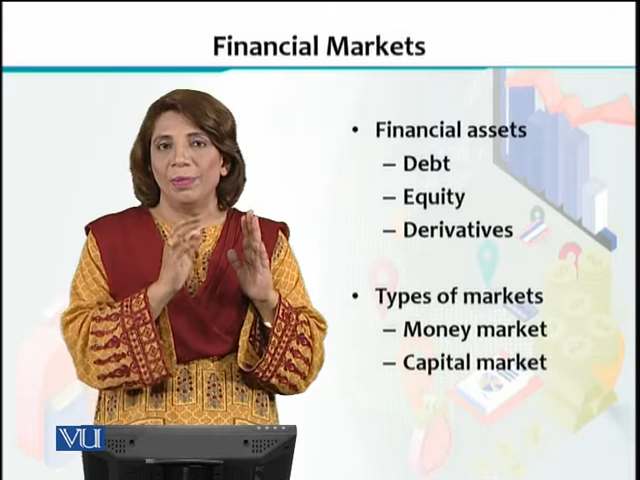 Financial Markets
• Financial assets
– Debt
– Equity
– Derivatives
• Types of markets
– Money market
– Capital market
VU